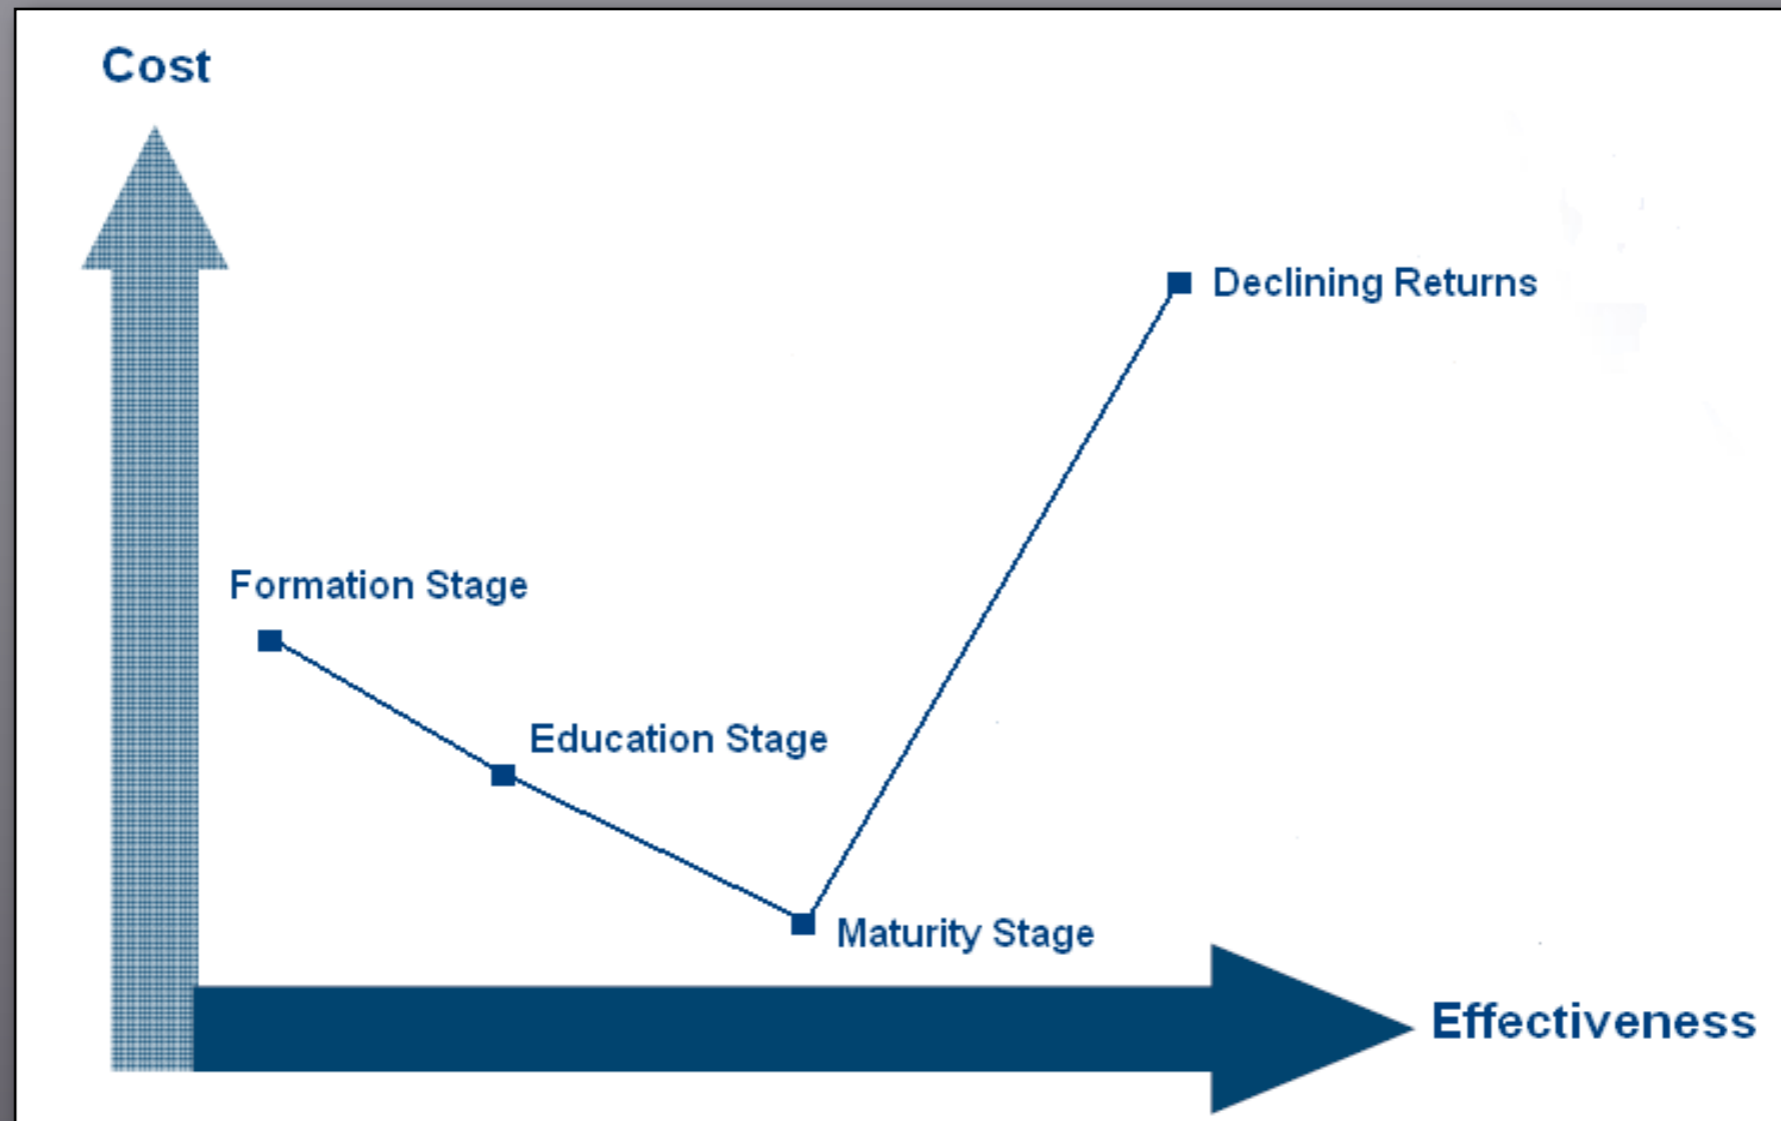 Cost
Declining Returns
Formation Stage
Education Stage
Maturity Stage
Effectiveness